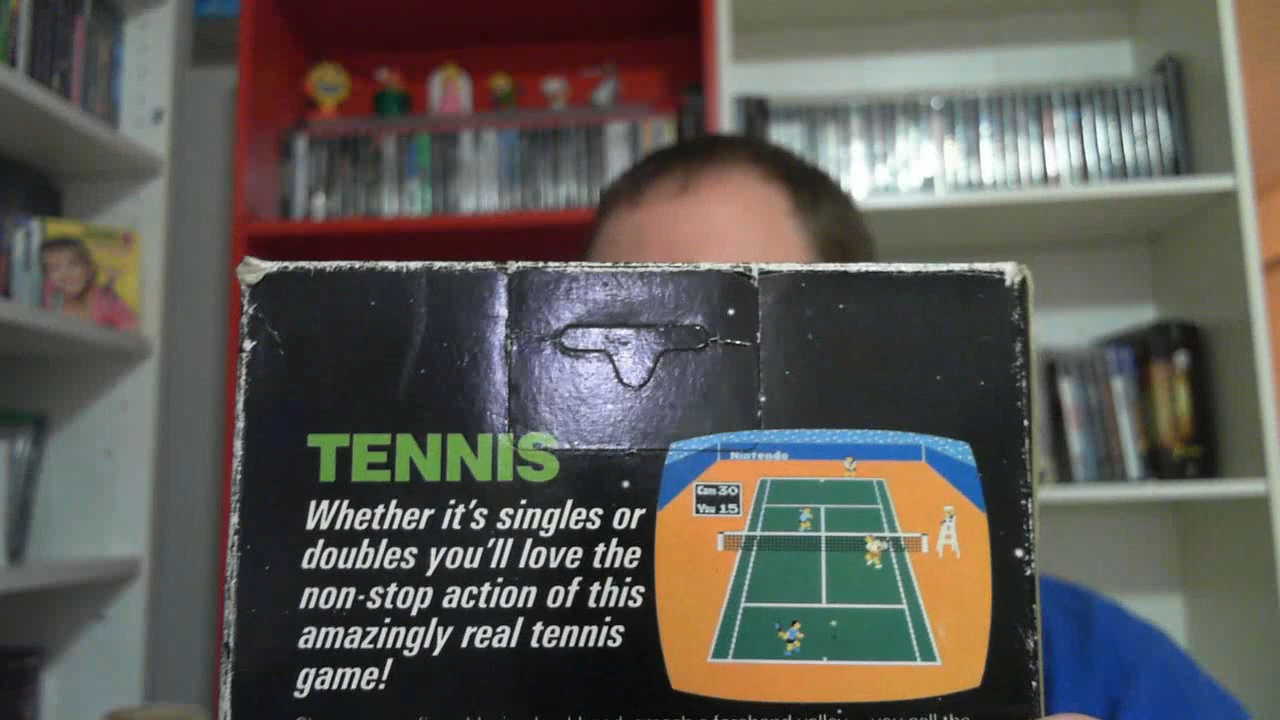 TENNIS
Whether it's singles or
doubles you'll love the
non-stop action of this
amazingly real tennis
game!
Nintendo
Com 30
You 15